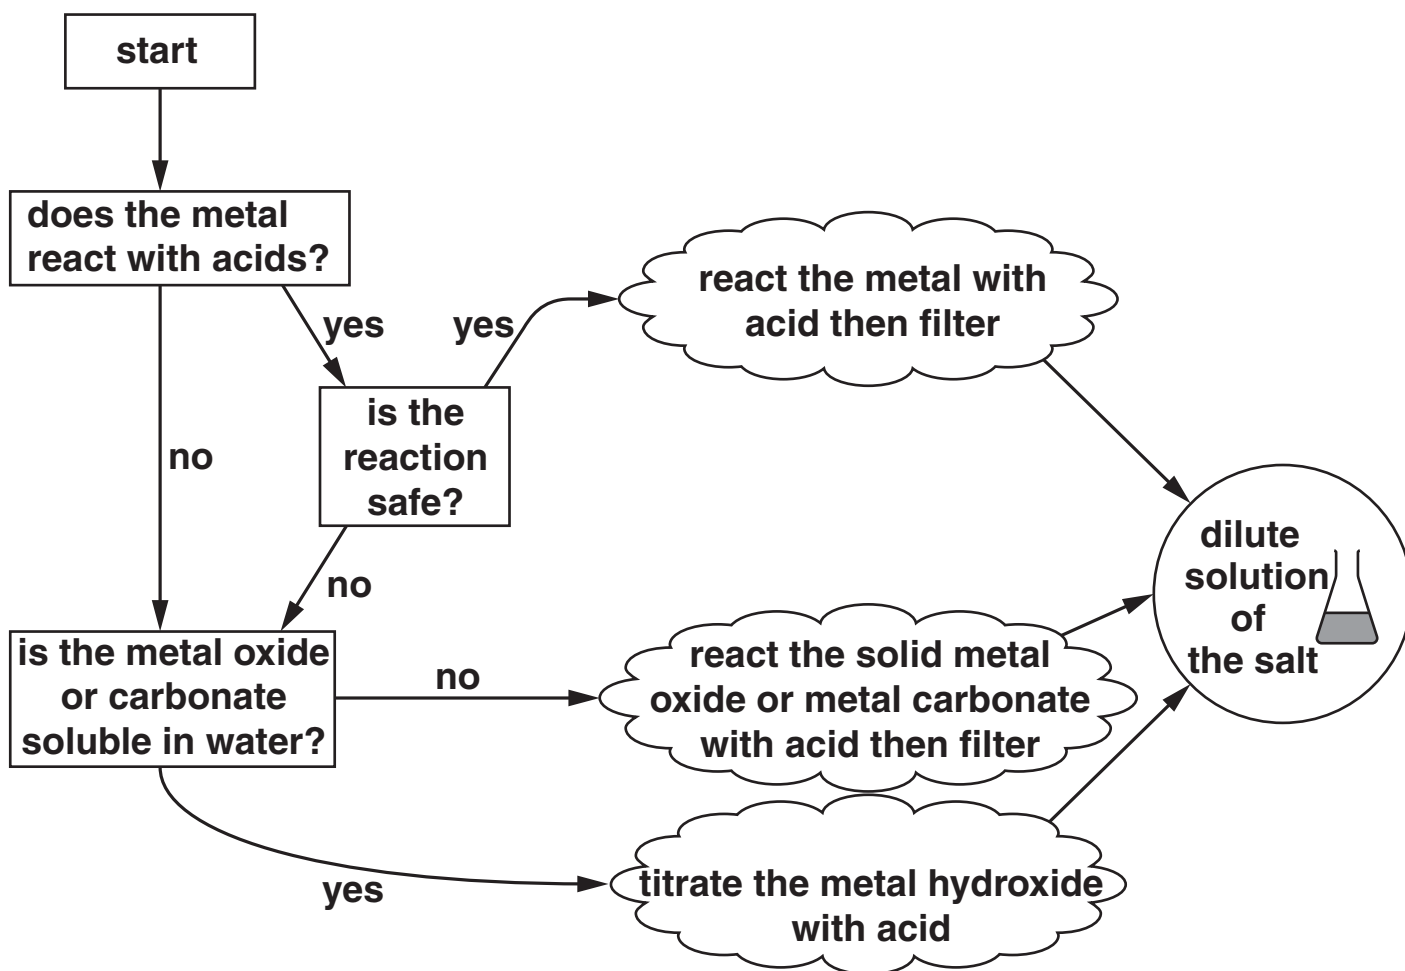 start
does the metal
react with acids?
yes
yes
react the metal with
acid then filter
no
is the
reaction
safe?
no
dilute
solution
of
the salt
is the metal oxide
or carbonate
soluble in water?
no
react the solid metal
oxide or metal carbonate
with acid then filter
yes
titrate the metal hydroxide
with acid